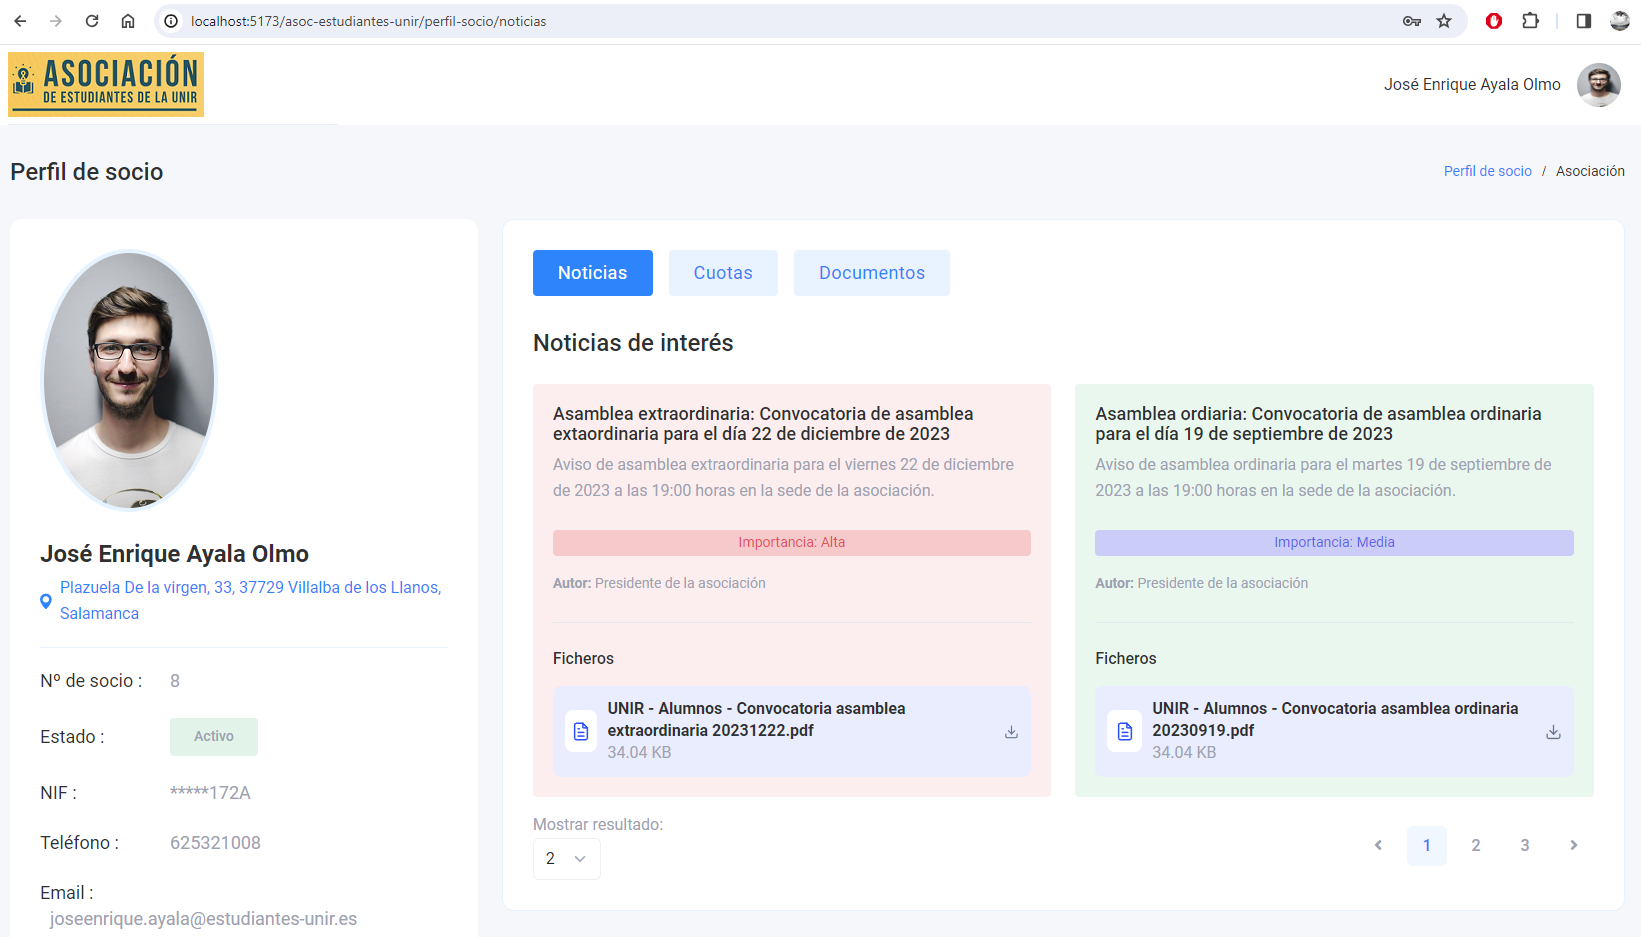 localhost:5173/asoc-estudiantes-unir/perfil-socio/noticias
ASOCIACIÓN
DE ESTUDIANTES DE LA UNIR
José Enrique Ayala Olmo
Perfil de socio
Perfil de socio / Asociación
José Enrique Ayala Olmo
Plazuela De la virgen, 33, 37729 Villalba de los Llanos,
Salamanca
Nº de socio : 8
Estado : Activo
NIF : *****172A
Teléfono : 625321008
Email :
joseenrique.ayala@estudiantes-unir.es
Noticias Cuotas Documentos
Noticias de interés
Asamblea extraordinaria: Convocatoria de asamblea
extaordinaria para el día 22 de diciembre de 2023
Aviso de asamblea extraordinaria para el viernes 22 de diciembre
de 2023 a las 19:00 horas en la sede de la asociación.
Importancia: Alta
Autor: Presidente de la asociación
Ficheros
UNIR - Alumnos - Convocatoria asamblea
extraordinaria 20231222.pdf
34.04 KB
Asamblea ordiaria: Convocatoria de asamblea ordinaria
para el día 19 de septiembre de 2023
Aviso de asamblea ordinaria para el martes 19 de septiembre de
2023 a las 19:00 horas en la sede de la asociación.
Importancia: Media
Autor: Presidente de la asociación
Ficheros
UNIR - Alumnos - Convocatoria asamblea ordinaria
20230919.pdf
34.04 KB
Mostrar resultado:
2
1 2 3